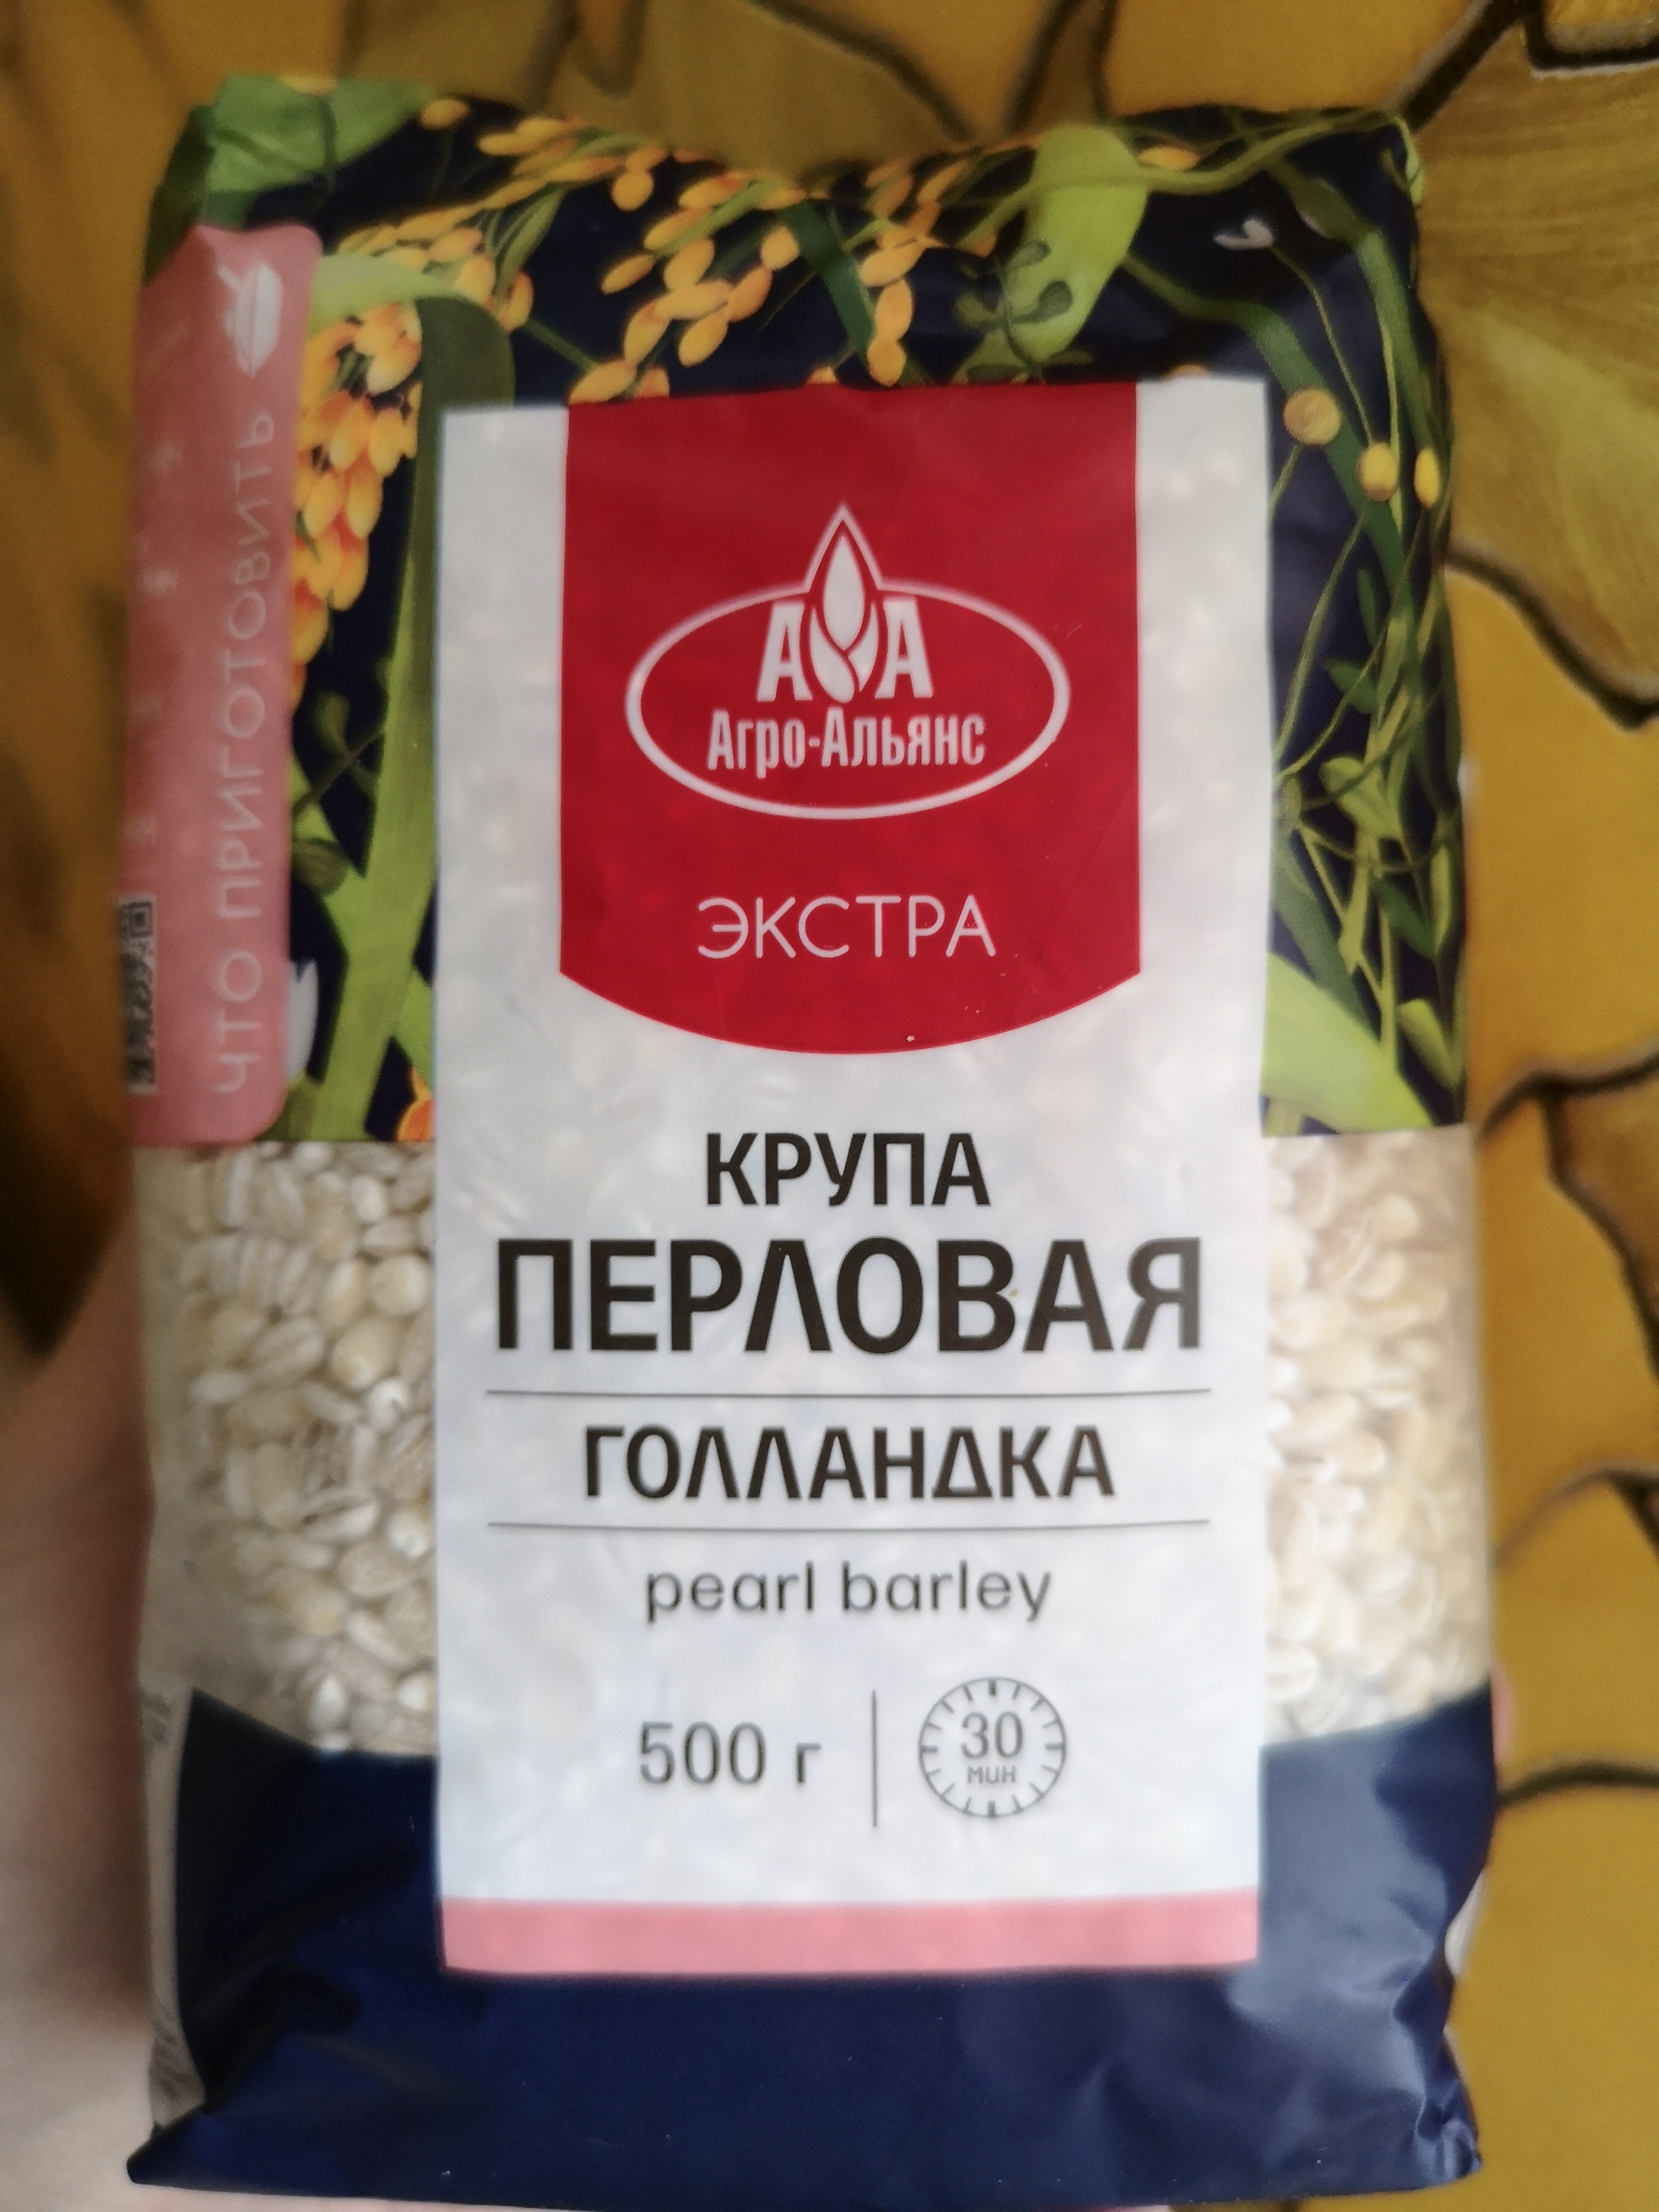 ЧТО ПРИГОТОВИТЬ
АА
Агро-Альянс
ЭКСТРА
КРУПА
ПЕРЛОВАЯ
ГОЛЛАНДКА
pearl barley
500 г
30
мин